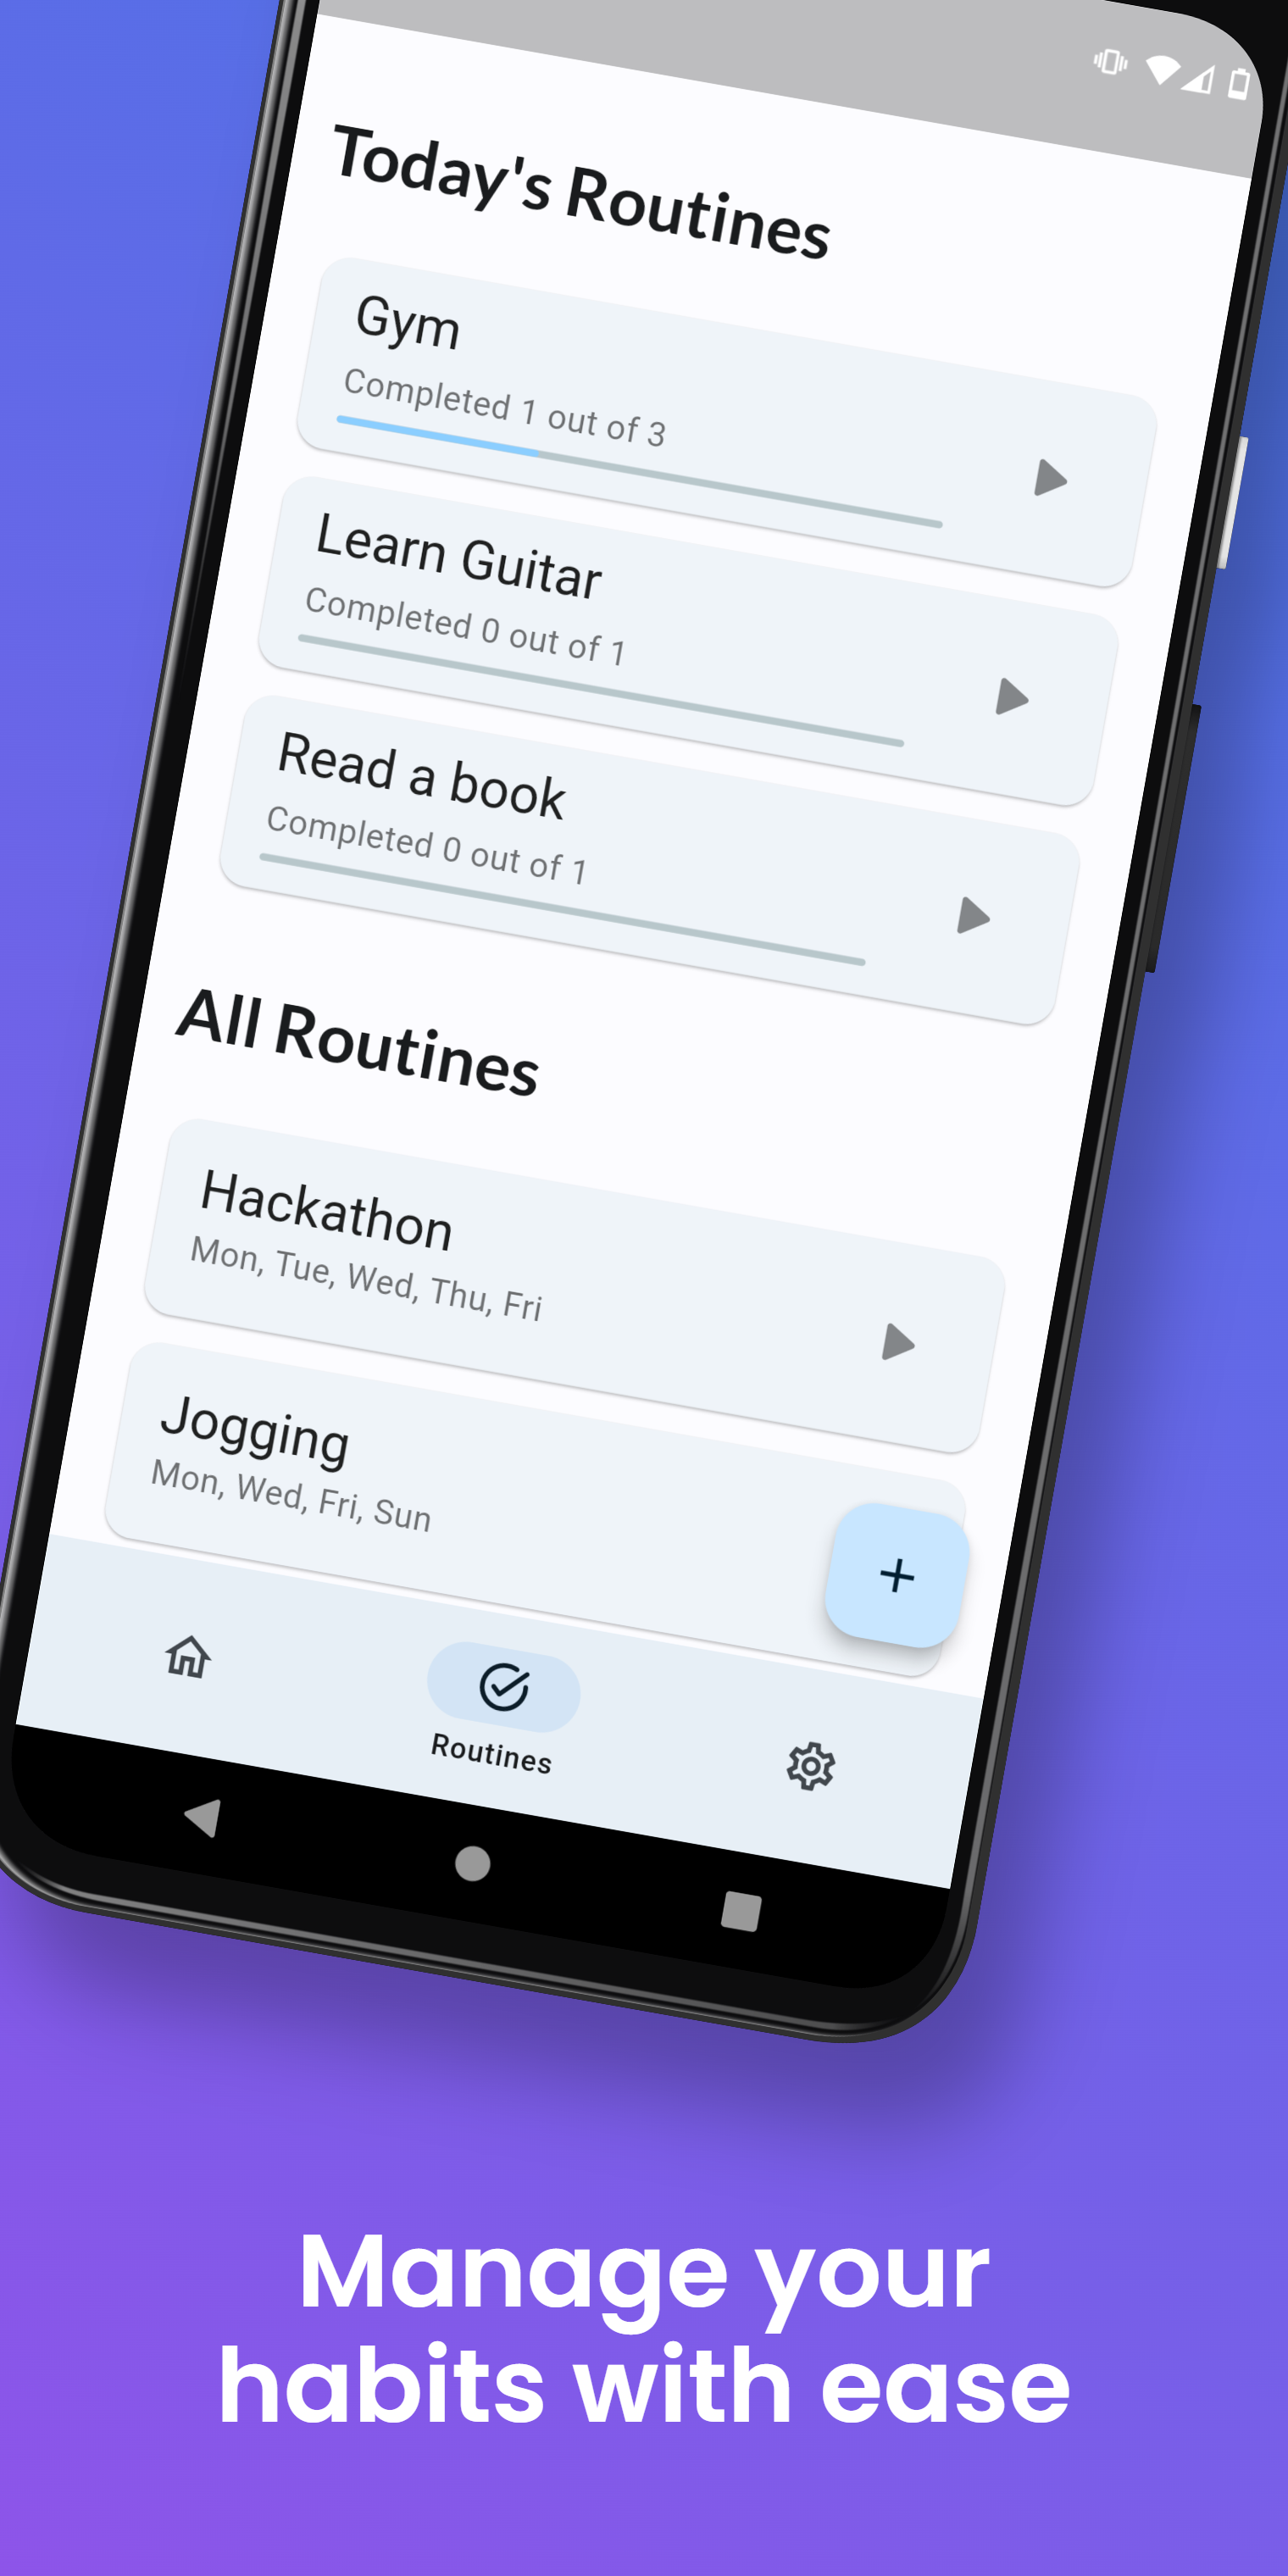 Today's Routines
Gym
Completed 1 out of 3
Learn Guitar
Completed 0 out of 1
Read a book
Completed 0 out of 1
All Routines
Hackathon
Mon, Tue, Wed, Thu, Fri
Jogging
Mon, Wed, Fri, Sun
Routines
Manage your
habits with ease